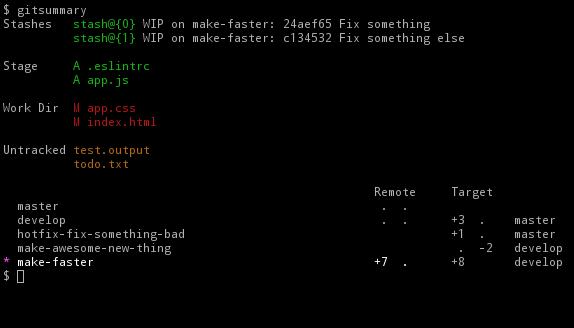 $ gitsummary
Stashes stash@{0} WIP on make-faster: 24aef65 Fix something
stash@{1} WIP on make-faster: c134532 Fix something else
Stage A .eslintrc
A app.js
Work Dir M app.css
M index.html
Untracked test.output
todo.txt
Remote Target
master . .
develop . . +3 . master
hotfix-fix-something-bad +1 . master
make-awesome-new-thing . -2 develop
* make-faster +7 . +8 develop
$